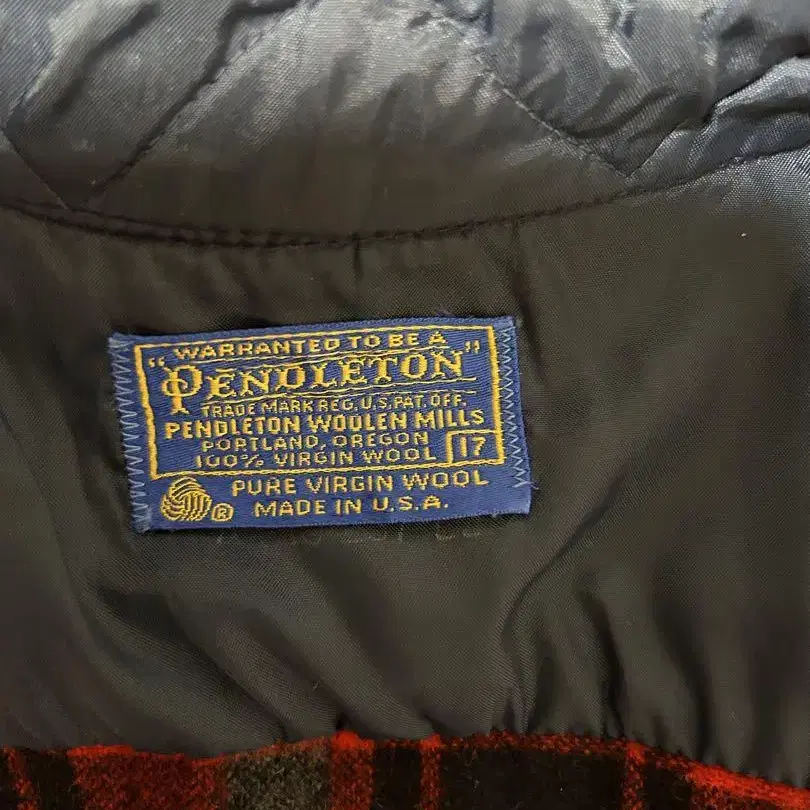 WARRANTED TO BE A
"PENDLETON"
TRADE MARK REG. U.S. PAT. OFF.
PENDLETON WOOLEN MILLS
PORTLAND, OREGON
100% VIRGIN WOOL 17
PURE VIRGIN WOOL
® MADE IN U.S.A.